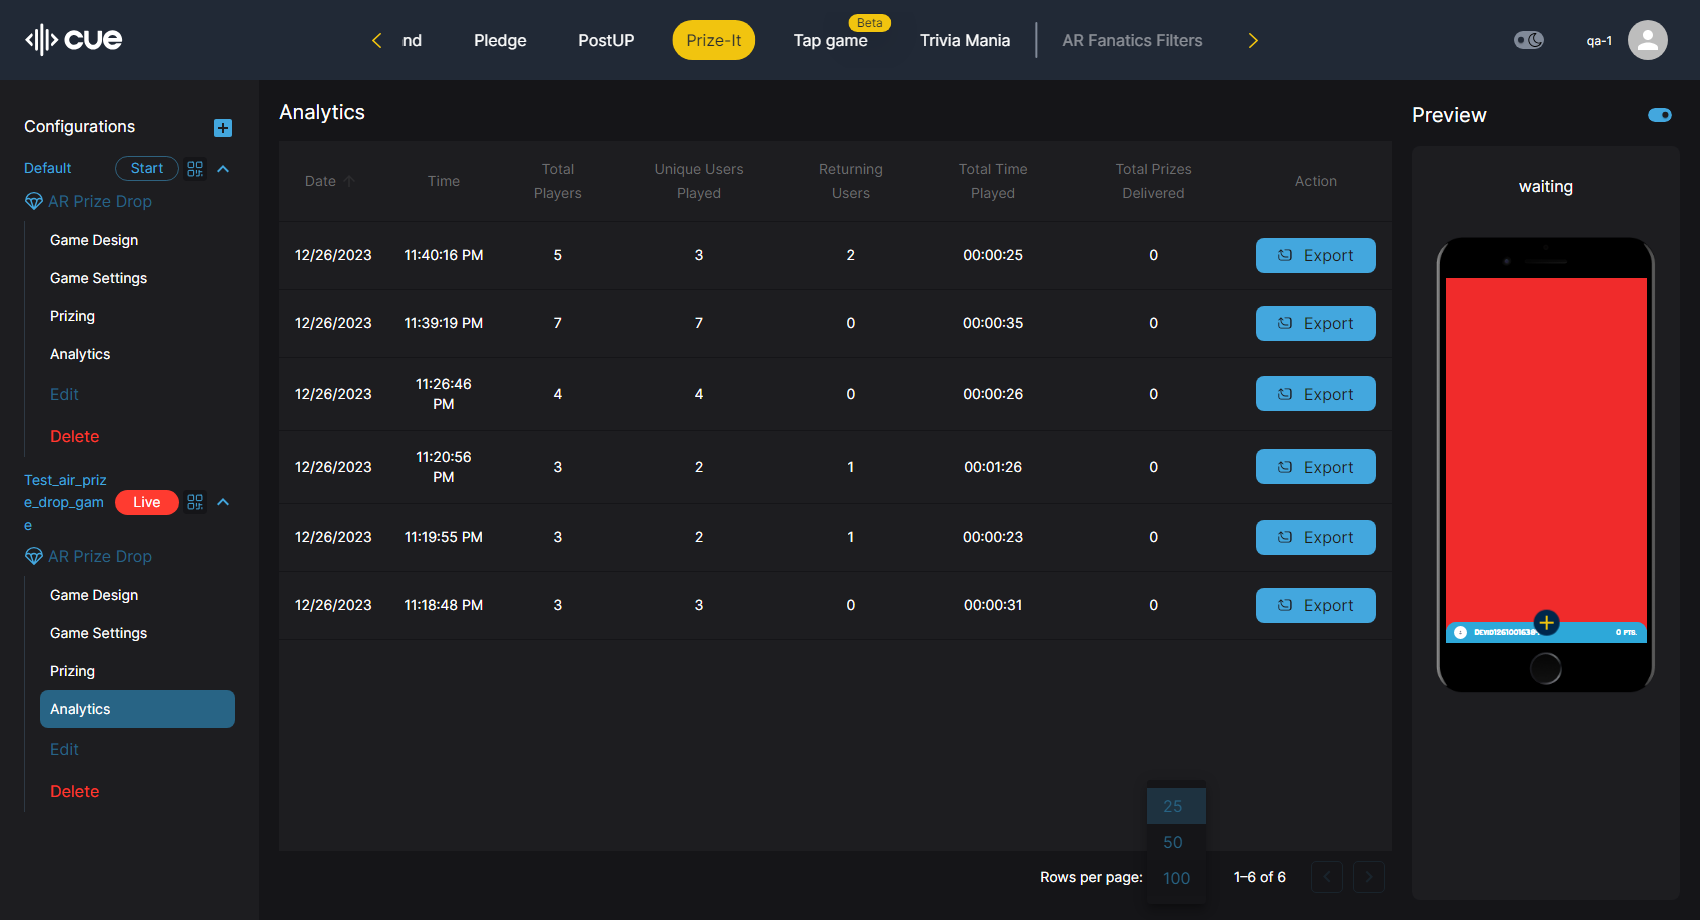 cue
nd
Pledge
PostUP
Prize-It
Beta
Tap game
Trivia Mania
AR Fanatics Filters
qa-1
Configurations
Default
Start
AR Prize Drop
Game Design
Game Settings
Prizing
Analytics
Edit
Delete
Test_air_priz
e_drop_gam
e
Live
AR Prize Drop
Game Design
Game Settings
Prizing
Analytics
Edit
Delete
Analytics
Date
Time
Total
Players
Unique Users
Played
Returning
Users
Total Time
Played
Total Prizes
Delivered
Action
12/26/2023 11:40:16 PM 5 3 2 00:00:25 0 Export
12/26/2023 11:39:19 PM 7 7 0 00:00:35 0 Export
12/26/2023 11:26:46
PM 4 4 0 00:00:26 0 Export
12/26/2023 11:20:56
PM 3 2 1 00:01:26 0 Export
12/26/2023 11:19:55 PM 3 2 1 00:00:23 0 Export
12/26/2023 11:18:48 PM 3 3 0 00:00:31 0 Export
25
50
100
Rows per page:
1–6 of 6
Preview
waiting
0 PTS.